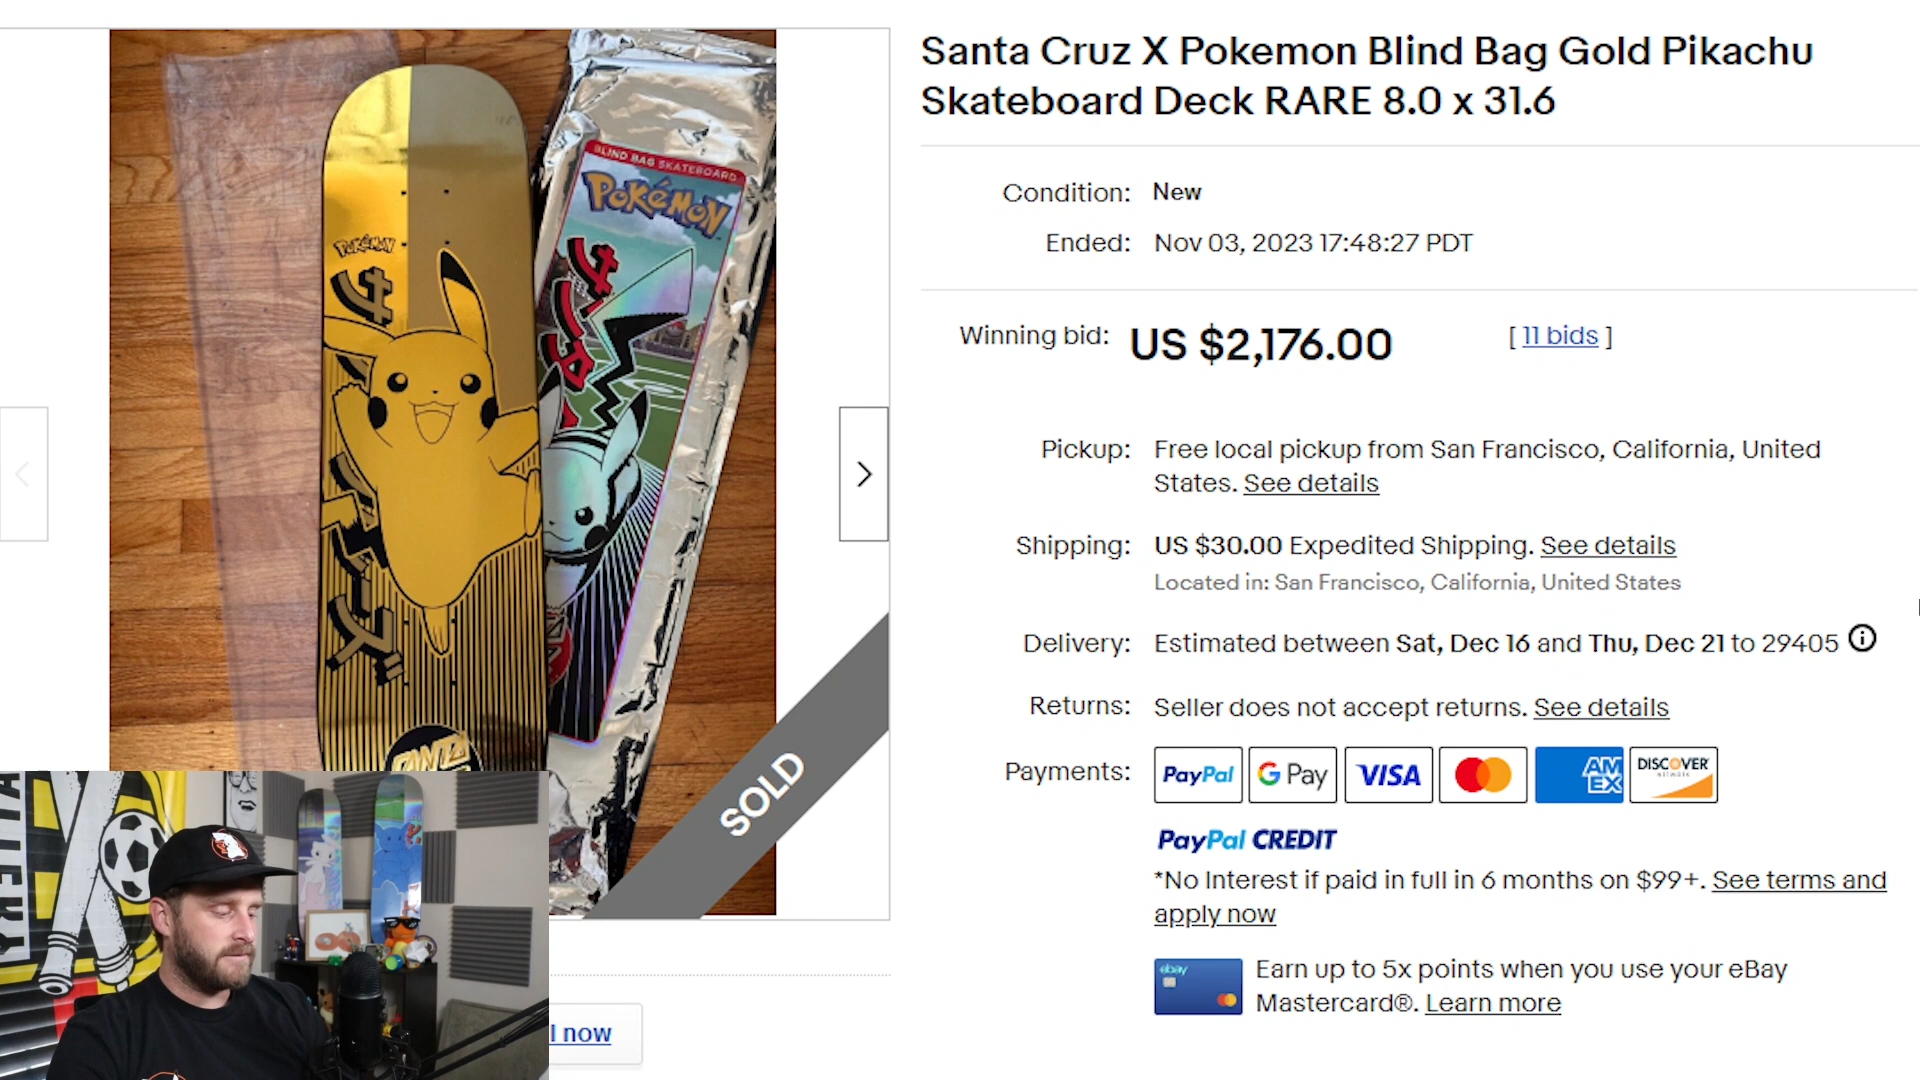 Santa Cruz X Pokemon Blind Bag Gold Pikachu
Skateboard Deck RARE 8.0 x 31.6
Condition: New
Ended: Nov 03, 2023 17:48:27 PDT
Winning bid: US $2,176.00 [ 11 bids ]
Pickup: Free local pickup from San Francisco, California, United
States. See details
Shipping: US $30.00 Expedited Shipping. See details
Located in: San Francisco, California, United States
Delivery: Estimated between Sat, Dec 16 and Thu, Dec 21 to 29405
Returns: Seller does not accept returns. See details
Payments: PayPal G Pay VISA AM EX DISCOVER NETWORK
PayPal CREDIT
*No Interest if paid in full in 6 months on $99+. See terms and
apply now
ebay
Earn up to 5x points when you use your eBay
Mastercard®. Learn more
BLIND BAG SKATEBOARD
POKéMON
POKéMON
SANTA
SOLD
l now